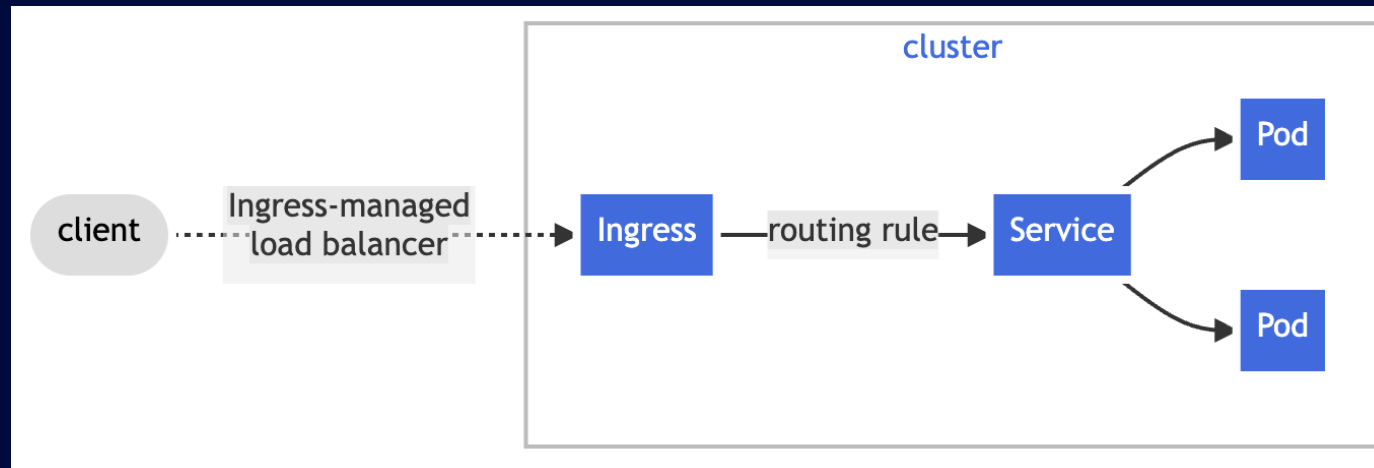 cluster
client
Ingress-managed
load balancer
Ingress
routing rule
Service
Pod
Pod